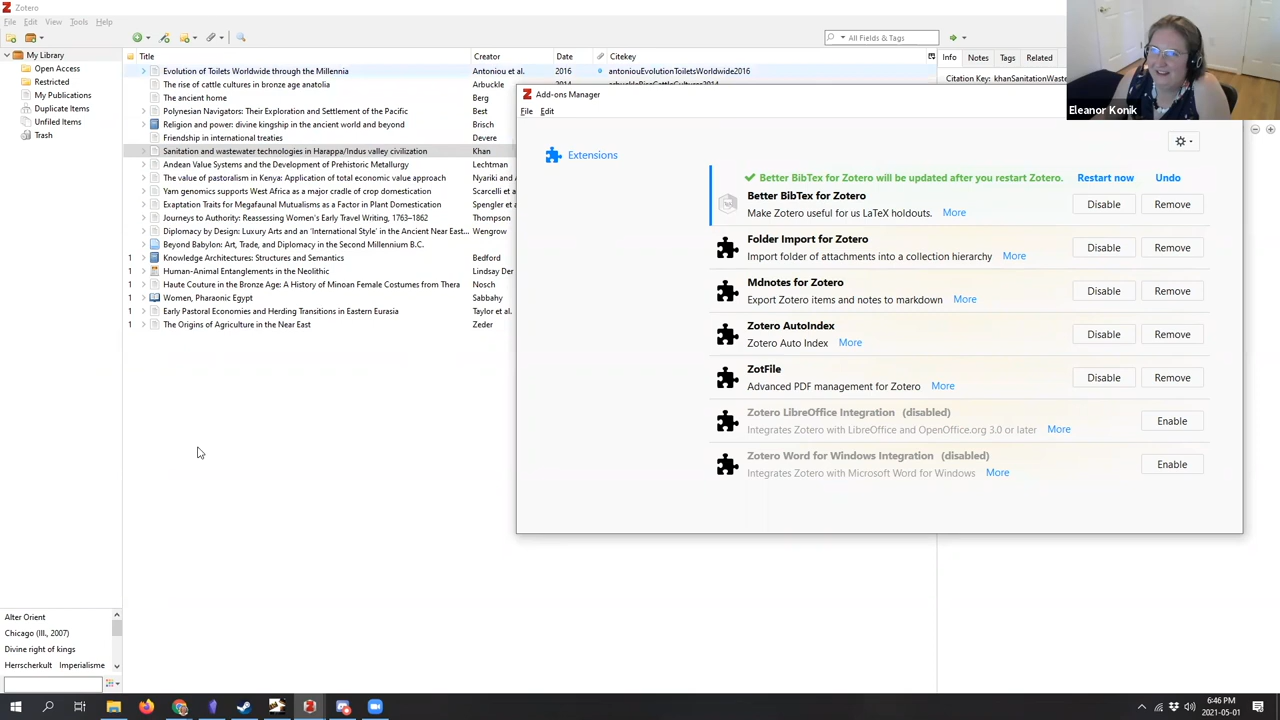 Zotero
File Edit View Tools Help
All Fields & Tags
My Library
Open Access
Restricted
My Publications
Duplicate Items
Unfiled Items
Trash
Title Creator Date Citekey
Evolution of Toilets Worldwide through the Millennia Antoniou et al. 2016 antoniouEvolutionToiletsWorldwide2016
The rise of cattle cultures in bronze age anatolia Arbuckle
The ancient home Berg
Polynesian Navigators: Their Exploration and Settlement of the Pacific Best
Religion and power: divine kingship in the ancient world and beyond Brisch
Friendship in international treaties Devere
Sanitation and wastewater technologies in Harappa/Indus valley civilization Khan
Andean Value Systems and the Development of Prehistoric Metallurgy Lechtman
The value of pastoralism in Kenya: Application of total economic value approach Nyariki and
Yam genomics supports West Africa as a major cradle of crop domestication Scarcelli et
Exaptation Traits for Megafaunal Mutualisms as a Factor in Plant Domestication Spengler et
Journeys to Authority: Reassessing Women's Early Travel Writing, 1763–1862 Thompson
Diplomacy by Design: Luxury Arts and an 'International Style' in the Ancient Near East... Wengrow
Beyond Babylon: Art, Trade, and Diplomacy in the Second Millennium B.C.
1 Knowledge Architectures: Structures and Semantics Bedford
1 Human-Animal Entanglements in the Neolithic Lindsay Der
1 Haute Couture in the Bronze Age: A History of Minoan Female Costumes from Thera Nosch
1 Women, Pharaonic Egypt Sabbahy
1 Early Pastoral Economies and Herding Transitions in Eastern Eurasia Taylor et al.
1 The Origins of Agriculture in the Near East Zeder
Info Notes Tags Related
Citation Key: khanSanitationWaste
Eleanor Konik
Add-ons Manager
File Edit
Extensions
Better BibTex for Zotero will be updated after you restart Zotero. Restart now Undo
Better BibTex for Zotero
Make Zotero useful for us LaTeX holdouts. More
Disable Remove
Folder Import for Zotero
Import folder of attachments into a collection hierarchy More
Disable Remove
Mdnotes for Zotero
Export Zotero items and notes to markdown More
Disable Remove
Zotero AutoIndex
Zotero Auto Index More
Disable Remove
ZotFile
Advanced PDF management for Zotero More
Disable Remove
Zotero LibreOffice Integration (disabled)
Integrates Zotero with LibreOffice and OpenOffice.org 3.0 or later More
Enable
Zotero Word for Windows Integration (disabled)
Integrates Zotero with Microsoft Word for Windows More
Enable
Alter Orient
Chicago (Ill., 2007)
Divine right of kings
Herrscherkult Imperialisme
6:46 PM
2021-05-01